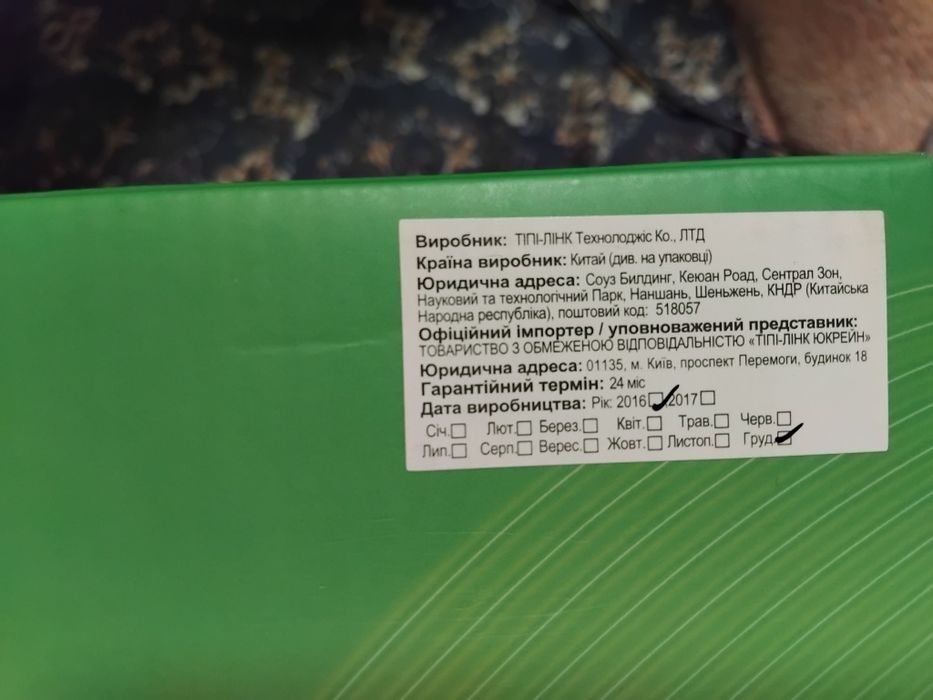 Виробник: ТІПІ-ЛІНК Технолоджіс Ко., ЛТД
Країна виробник: Китай (див. на упаковці)
Юридична адреса: Соуз Билдинг, Кеюан Роад, Сентрал Зон,
Науковий та технологічний Парк, Наншань, Шеньжень, КНДР (Китайська
Народна республіка), поштовий код: 518057
Офіційний імпортер / уповноважений представник:
ТОВАРИСТВО З ОБМЕЖЕНОЮ ВІДПОВІДАЛЬНІСТЮ «ТІПІ-ЛІНК ЮКРЕЙН»
Юридична адреса: 01135, м. Київ, проспект Перемоги, будинок 18
Гарантійний термін: 24 міс
Дата виробництва: Рік: 2016☑ 2017☐
Січ.☐ Лют.☐ Берез.☐ Квіт.☐ Трав.☐ Черв.☐
Лип.☐ Серп.☐ Верес.☐ Жовт.☐ Листоп.☐ Груд.☑